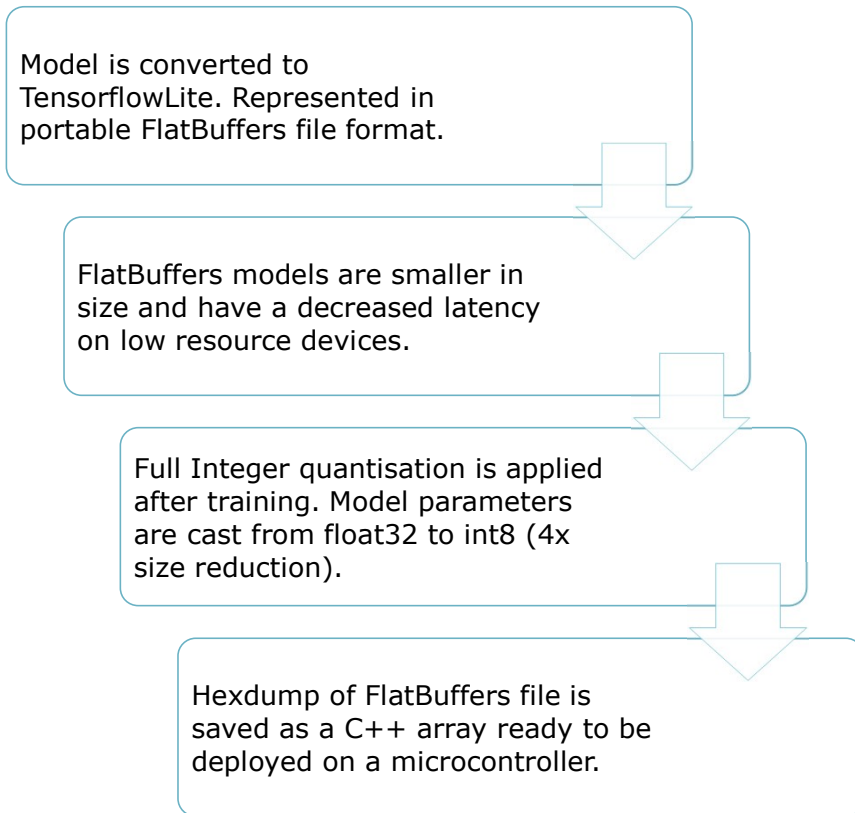 Model is converted to
TensorflowLite. Represented in
portable FlatBuffers file format.
FlatBuffers models are smaller in
size and have a decreased latency
on low resource devices.
Full Integer quantisation is applied
after training. Model parameters
are cast from float32 to int8 (4x
size reduction).
Hexdump of FlatBuffers file is
saved as a C++ array ready to be
deployed on a microcontroller.